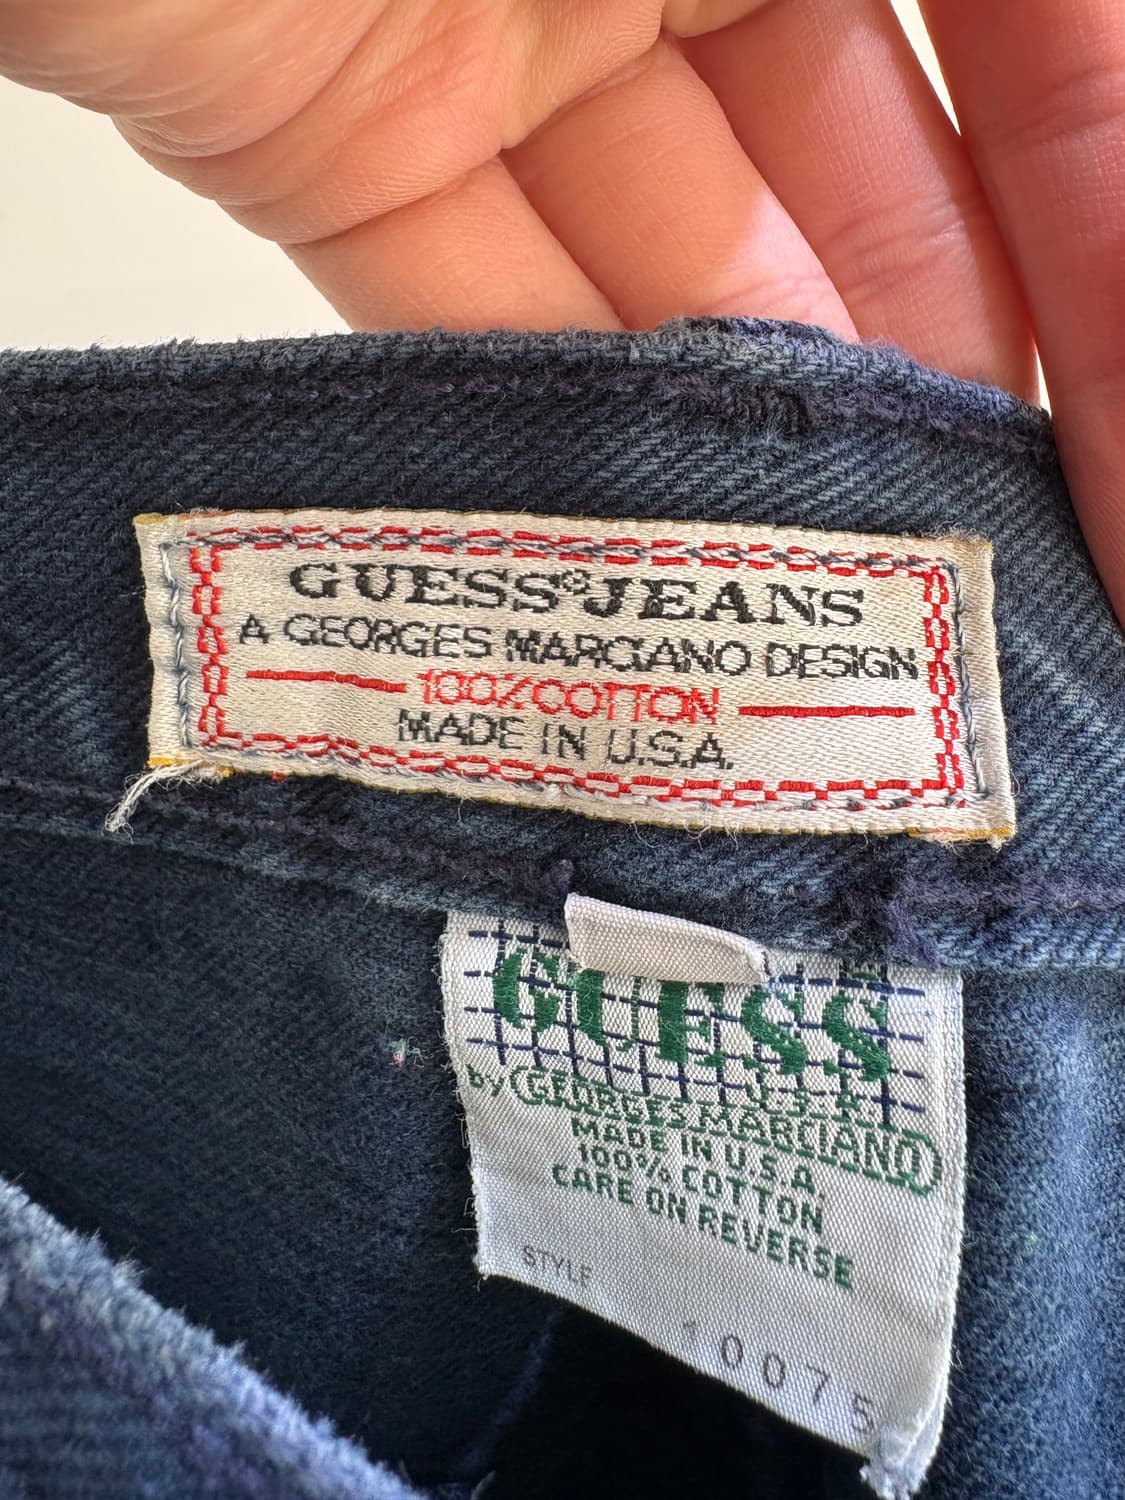 GUESS®JEANS
A GEORGES MARCIANO DESIGN
100%COTTON
MADE IN U.S.A.
GUESS
U.S.A.
by GEORGES MARCIANO
MADE IN U.S.A.
100% COTTON
CARE ON REVERSE
STYLE
10075